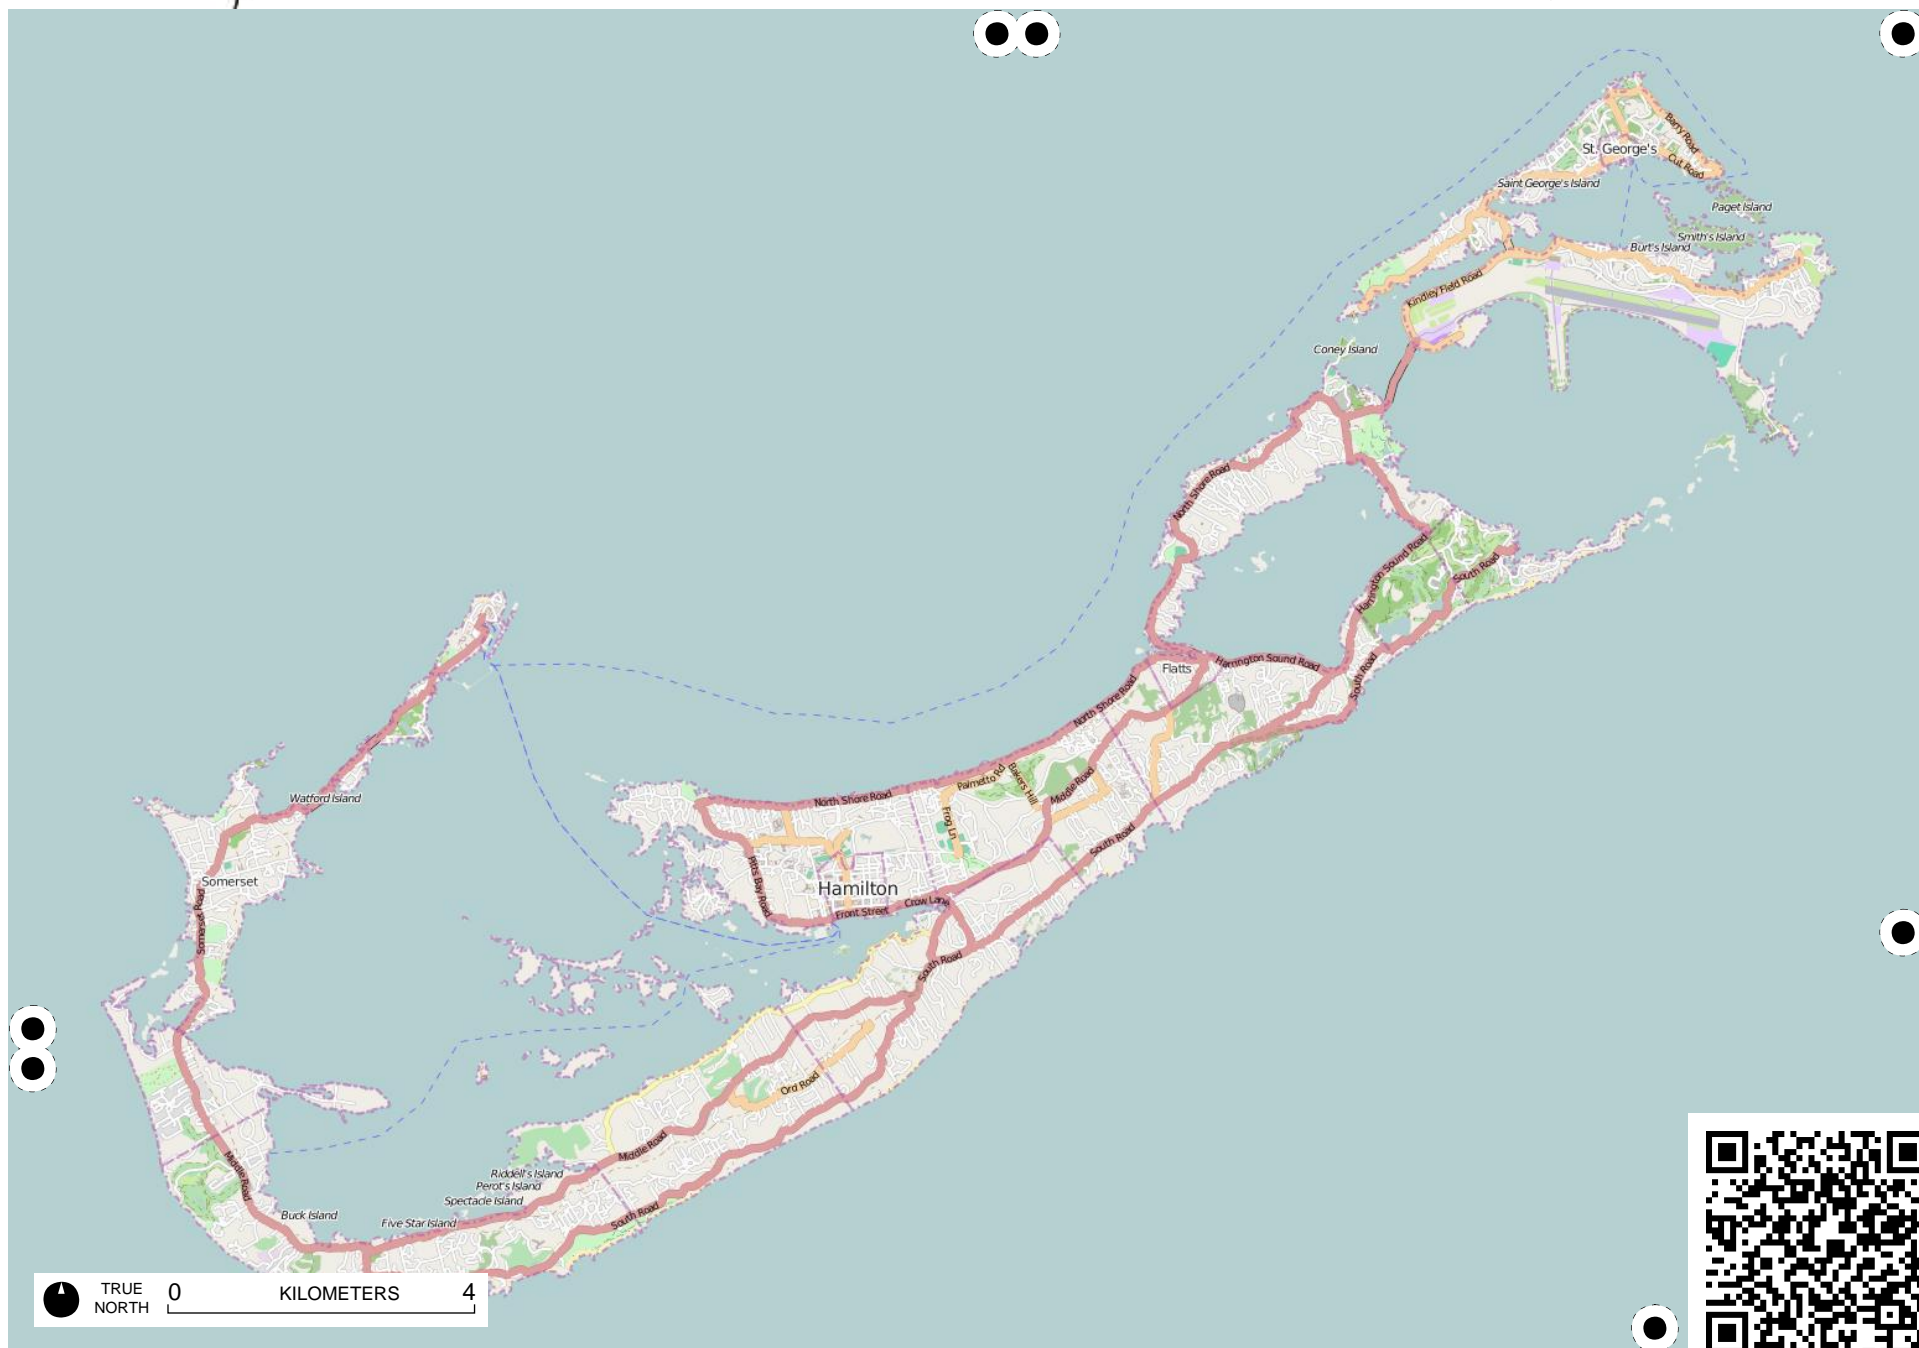 Barry Road
St. George's
Cut Road
Saint George's Island
Paget Island
Smith's Island
Burt's Island
Kindley Field Road
Coney Island
North Shore Road
Harrington Sound Road
South Road
Flatts
Harrington Sound Road
South Road
North Shore Road
Palmetto Rd
Bakers Hill
Middle Road
Watford Island
North Shore Road
Frog Ln
South Road
Somerset
Pitts Bay Road
Hamilton
Somerset Road
Front Street
Crow Lane
South Road
Ord Road
Middle Road
Middle Road
Riddell's Island
Perot's Island
Spectacle Island
Buck Island
Five Star Island
South Road
TRUE
NORTH
0 KILOMETERS 4